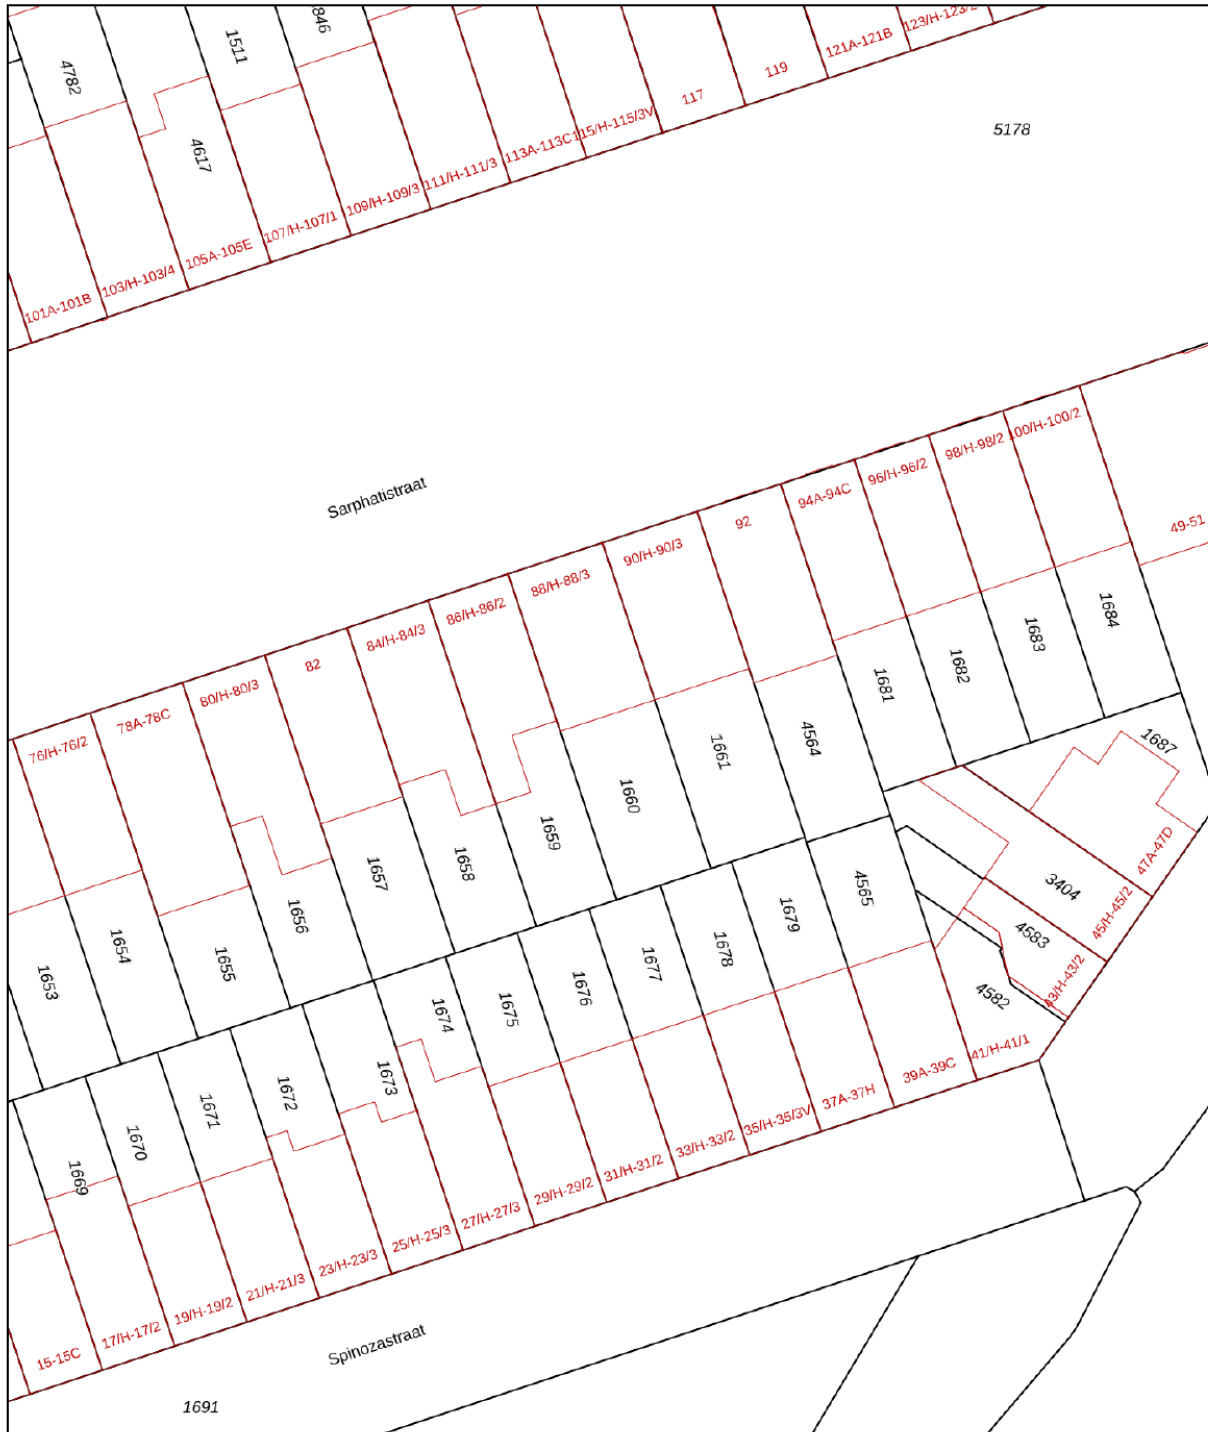 1511
4782
4617
121A-121B
119
117
5178
115/H-115/3V
113A-113C
111/H-111/3
109/H-109/3
107/H-107/1
105A-105E
103/H-103/4
101A-101B
Sarphatistraat
100/H-100/2
98/H-98/2
96/H-96/2
94A-94C
92
90/H-90/3
88/H-88/3
86/H-86/2
84/H-84/3
82
80/H-80/3
78A-78C
76/H-76/2
49-51
1684
1683
1682
1681
4564
1661
1660
1659
1658
1657
1656
1655
1654
1653
1687
47A-47D
3404
45/H-45/2
4583
43/H-43/2
4582
4565
1679
1678
1677
1676
1675
1674
1673
1672
1671
1670
1669
41/H-41/1
39A-39C
37A-37H
35/H-35/3V
33/H-33/2
31/H-31/2
29/H-29/2
27/H-27/3
25/H-25/3
23/H-23/3
21/H-21/3
19/H-19/2
17/H-17/2
15-15C
Spinozastraat
1691